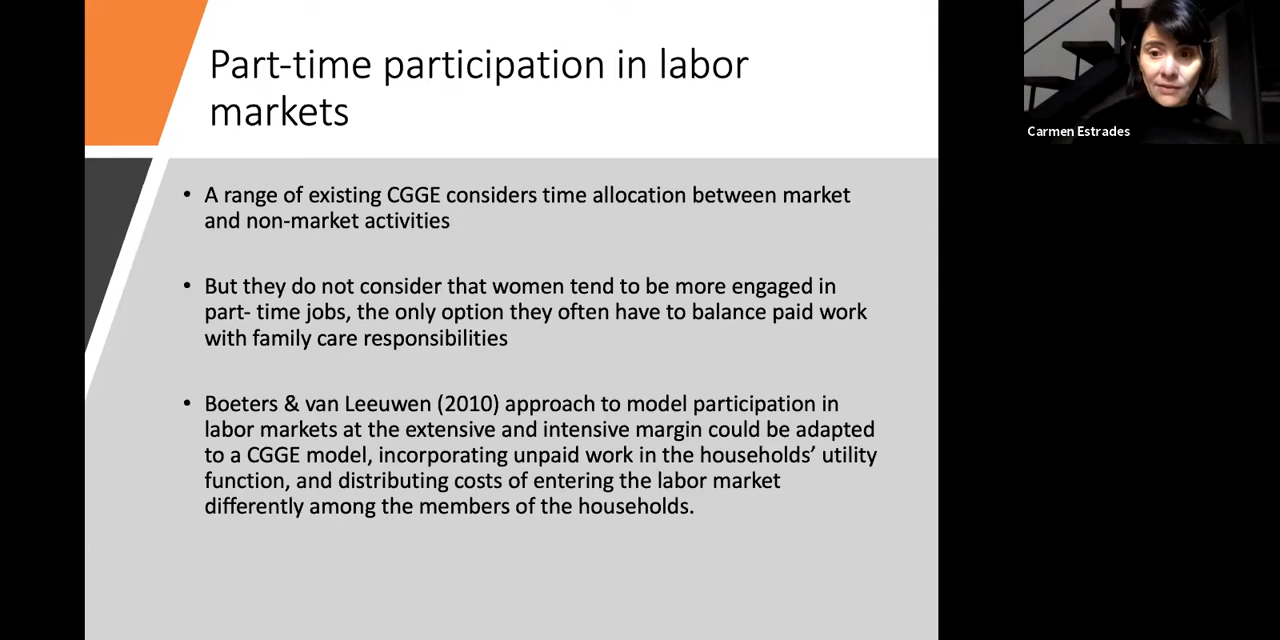 Part-time participation in labor
markets
• A range of existing CGGE considers time allocation between market
and non-market activities
• But they do not consider that women tend to be more engaged in
part- time jobs, the only option they often have to balance paid work
with family care responsibilities
• Boeters & van Leeuwen (2010) approach to model participation in
labor markets at the extensive and intensive margin could be adapted
to a CGGE model, incorporating unpaid work in the households’ utility
function, and distributing costs of entering the labor market
differently among the members of the households.
Carmen Estrades